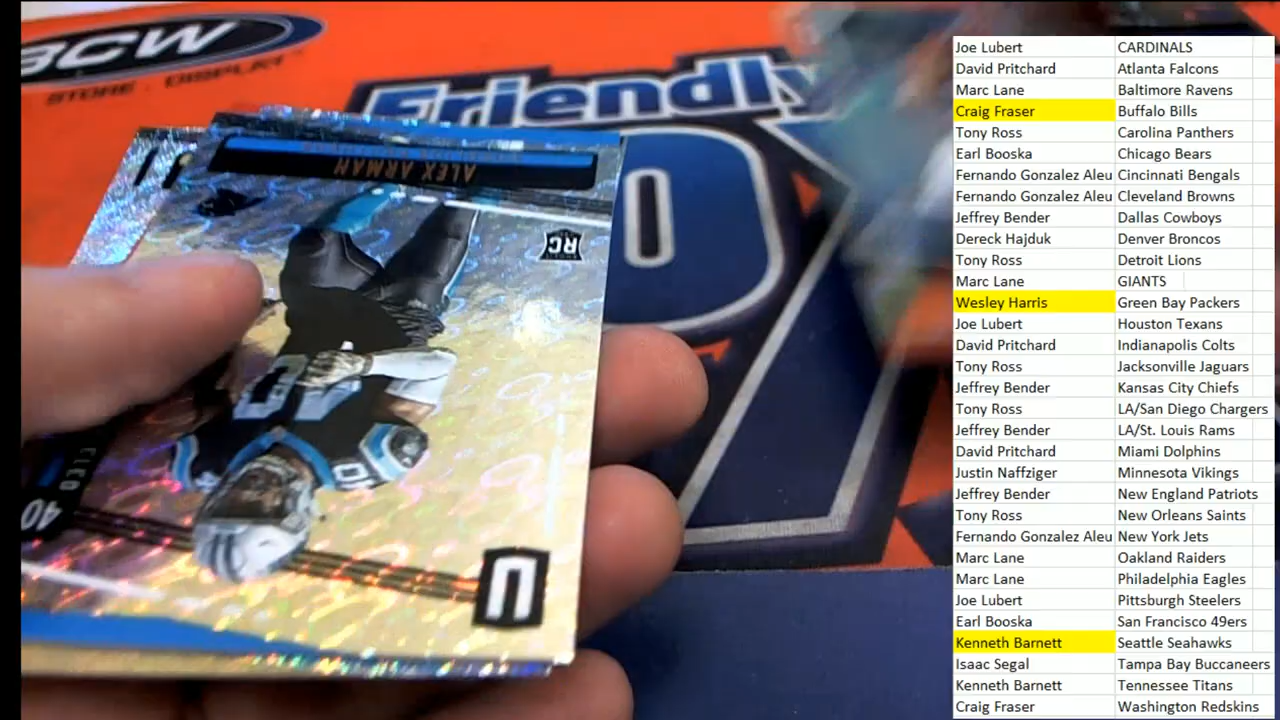 BCW
STORE · DISPLAY
Friendly
ALEX ARMAH
RC
40
40
U
Joe Lubert CARDINALS
David Pritchard Atlanta Falcons
Marc Lane Baltimore Ravens
Craig Fraser Buffalo Bills
Tony Ross Carolina Panthers
Earl Booska Chicago Bears
Fernando Gonzalez Aleu Cincinnati Bengals
Fernando Gonzalez Aleu Cleveland Browns
Jeffrey Bender Dallas Cowboys
Dereck Hajduk Denver Broncos
Tony Ross Detroit Lions
Marc Lane GIANTS
Wesley Harris Green Bay Packers
Joe Lubert Houston Texans
David Pritchard Indianapolis Colts
Tony Ross Jacksonville Jaguars
Jeffrey Bender Kansas City Chiefs
Tony Ross LA/San Diego Chargers
Jeffrey Bender LA/St. Louis Rams
David Pritchard Miami Dolphins
Justin Naffziger Minnesota Vikings
Jeffrey Bender New England Patriots
Tony Ross New Orleans Saints
Fernando Gonzalez Aleu New York Jets
Marc Lane Oakland Raiders
Marc Lane Philadelphia Eagles
Joe Lubert Pittsburgh Steelers
Earl Booska San Francisco 49ers
Kenneth Barnett Seattle Seahawks
Isaac Segal Tampa Bay Buccaneers
Kenneth Barnett Tennessee Titans
Craig Fraser Washington Redskins